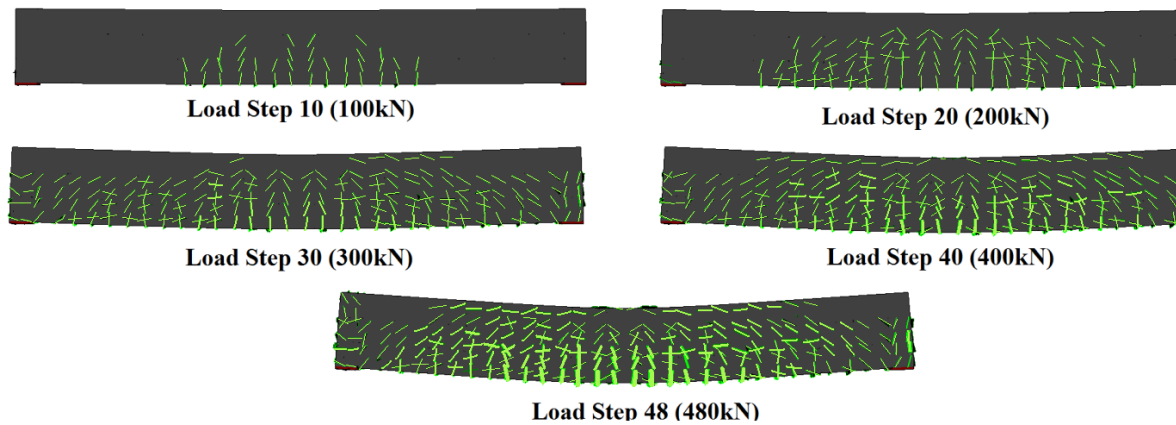 Load Step 10 (100kN)
Load Step 20 (200kN)
Load Step 30 (300kN)
Load Step 40 (400kN)
Load Step 48 (480kN)